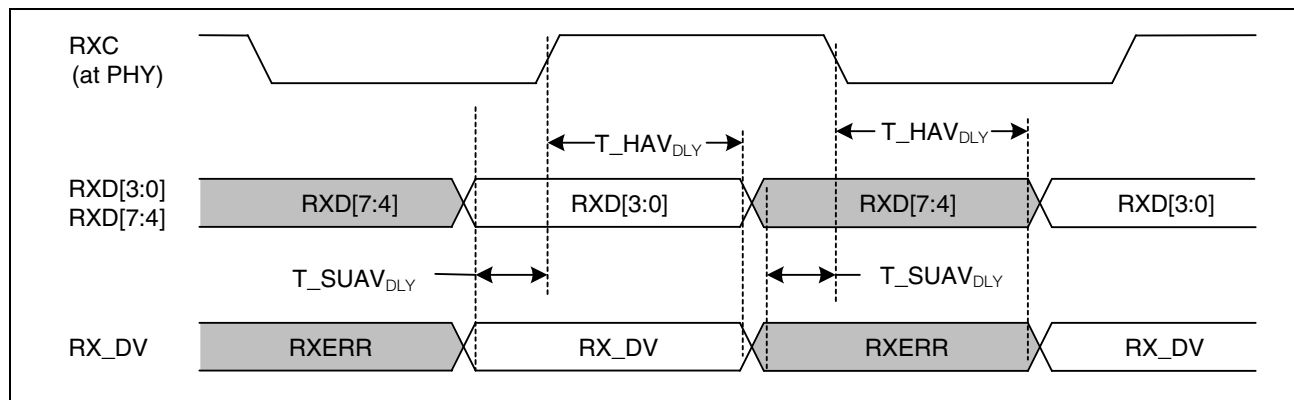 RXC
(at PHY)
T_HAVDLY
T_HAVDLY
RXD[3:0]
RXD[7:4]
RXD[7:4]
RXD[3:0]
RXD[7:4]
RXD[3:0]
T_SUAVDLY
T_SUAVDLY
RX_DV
RXERR
RX_DV
RXERR
RX_DV